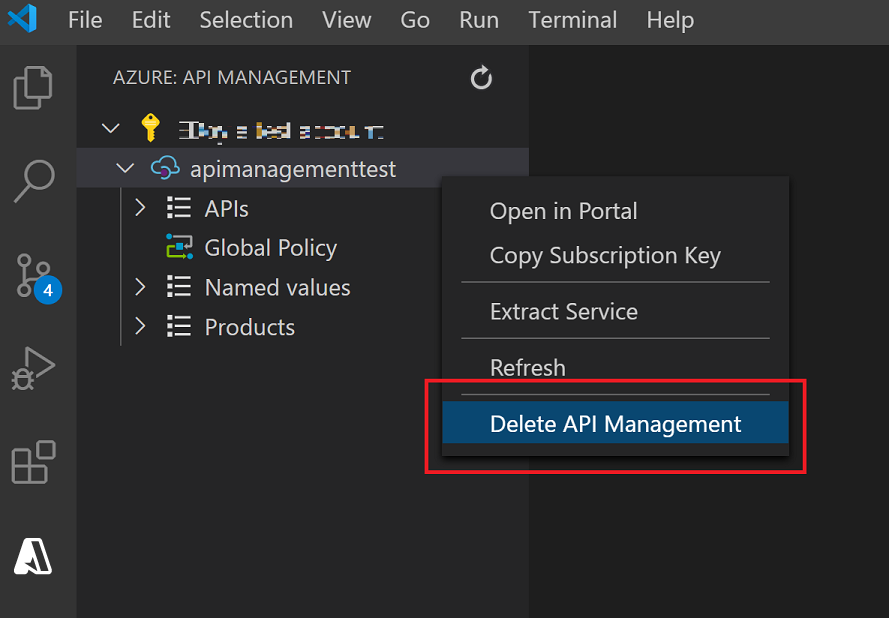 File Edit Selection View Go Run Terminal Help
AZURE: API MANAGEMENT
apimanagementtest
APIs
Global Policy
Named values
Products
4
Open in Portal
Copy Subscription Key
Extract Service
Refresh
Delete API Management